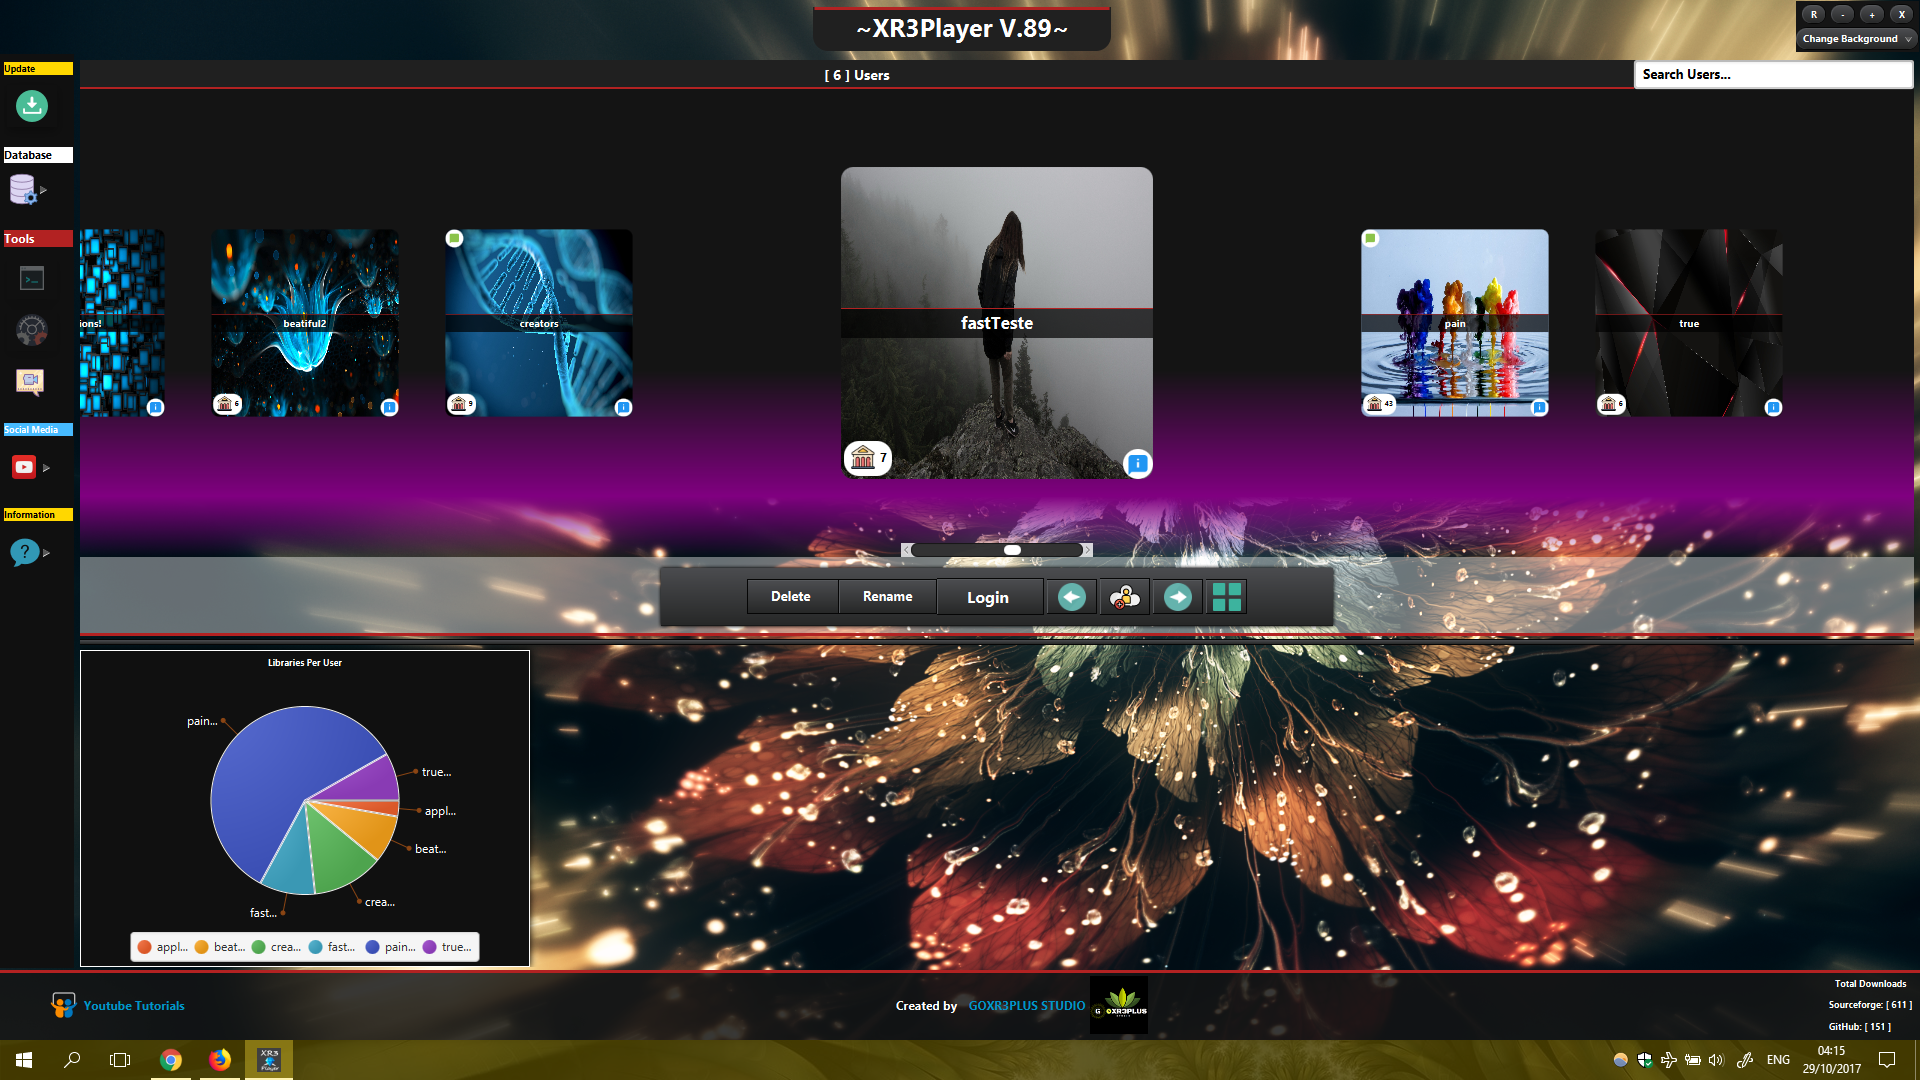 ~XR3Player V.89~
R - + X
Change Background
Update
[ 6 ] Users
Search Users...
Database
Tools
Social Media
Information
ions!
beatiful2
6
creators
9
fastTeste
7
pain
43
true
6
Delete
Rename
Login
Libraries Per User
pain...
true...
appl...
beat...
crea...
fast...
appl... beat... crea... fast... pain... true...
Youtube Tutorials
Created by GOXR3PLUS STUDIO
GOXR3PLUS
Total Downloads
Sourceforge: [ 611 ]
GitHub: [ 151 ]
XR3
Player
ENG
04:15
29/10/2017